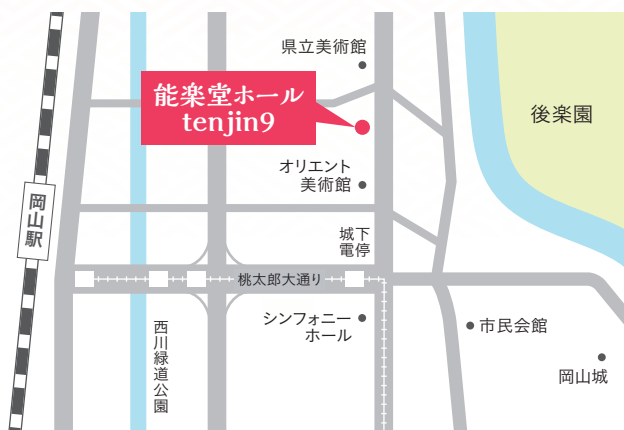 県立美術館
能楽堂ホール
tenjin9
後楽園
オリエント
美術館
岡山駅
城下
電停
桃太郎大通り
シンフォニー
ホール
市民会館
西川緑道公園
岡山城